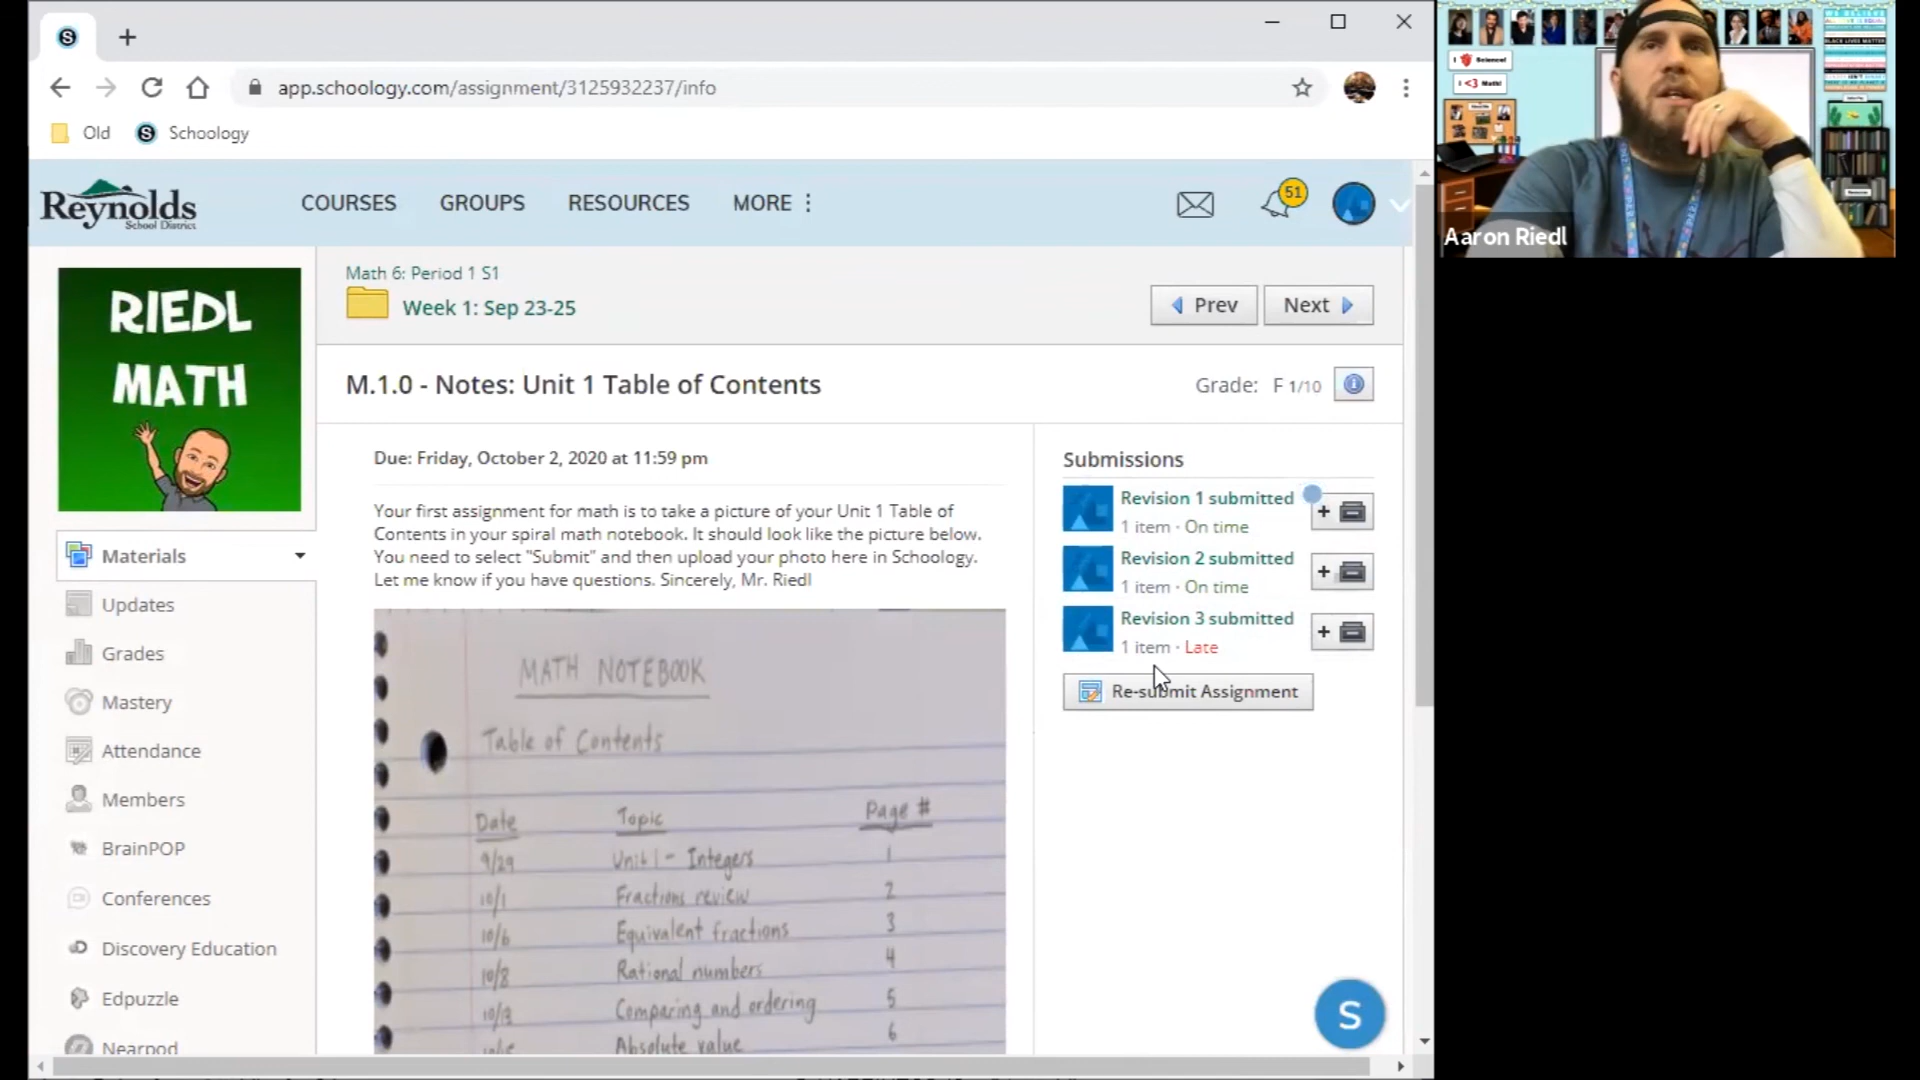 S
app.schoology.com/assignment/3125932237/info
Old
Schoology
Reynolds
School District
COURSES
GROUPS
RESOURCES
MORE
51
RIEDL
MATH
Math 6: Period 1 S1
Week 1: Sep 23-25
Prev
Next
M.1.0 - Notes: Unit 1 Table of Contents
Grade: F 1/10
Due: Friday, October 2, 2020 at 11:59 pm
Your first assignment for math is to take a picture of your Unit 1 Table of
Contents in your spiral math notebook. It should look like the picture below.
You need to select "Submit" and then upload your photo here in Schoology.
Let me know if you have questions. Sincerely, Mr. Riedl
MATH NOTEBOOK
Table of Contents
Date Topic Page #
9/29 Unit 1 - Integers 1
10/1 Fractions review 2
10/6 Equivalent fractions 3
10/8 Rational numbers 4
Comparing and ordering 5
Absolute value 6
Submissions
Revision 1 submitted
1 item · On time
Revision 2 submitted
1 item · On time
Revision 3 submitted
1 item · Late
Re-submit Assignment
Materials
Updates
Grades
Mastery
Attendance
Members
BrainPOP
Conferences
Discovery Education
Edpuzzle
Nearpod
S
I Science!
I <3 Math!
BLACK LIVES MATTER
Aaron Riedl